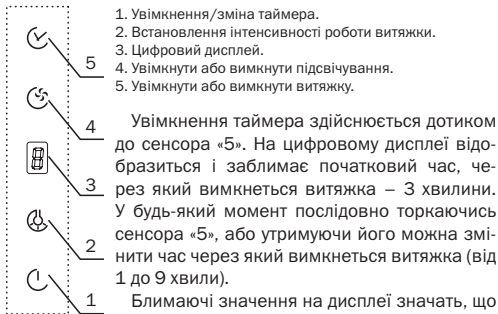 1. Увімкнення/зміна таймера.
2. Встановлення інтенсивності роботи витяжки.
3. Цифровий дисплей.
4. Увімкнути або вимкнути підсвічування.
5. Увімкнути або вимкнути витяжку.
5
4
8
3
2
1
Увімкнення таймера здійснюється дотиком
до сенсора «5». На цифровому дисплеї відо-
бразиться і заблимає початковий час, че-
рез який вимкнеться витяжка – 3 хвилини.
У будь-який момент послідовно торкаючись
сенсора «5», або утримуючи його можна змі-
нити час через який вимкнеться витяжка (від
1 до 9 хвили).
Блимаючі значення на дисплеї значать, що